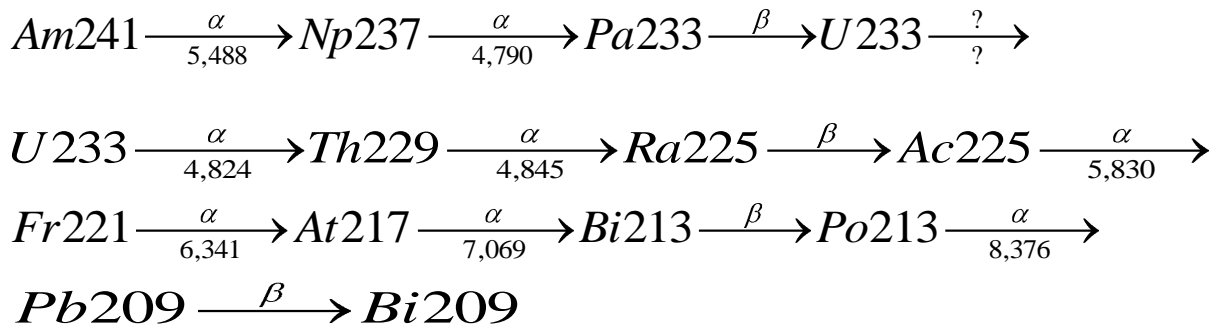 Am241 —α/5,488→ Np237 —α/4,790→ Pa233 —β→ U233 —?/?→
U233 —α/4,824→ Th229 —α/4,845→ Ra225 —β→ Ac225 —α/5,830→
Fr221 —α/6,341→ At217 —α/7,069→ Bi213 —β→ Po213 —α/8,376→
Pb209 —β→ Bi209